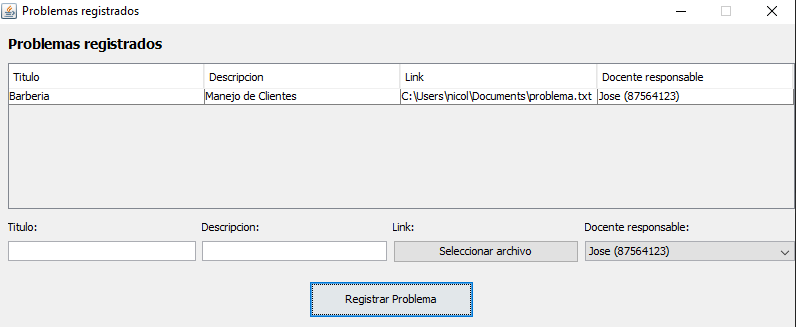 Problemas registrados
Problemas registrados
Titulo Descripcion Link Docente responsable
Barberia Manejo de Clientes C:\Users\nicol\Documents\problema.txt Jose (87564123)
Titulo: Descripcion: Link: Docente responsable:
Seleccionar archivo Jose (87564123)
Registrar Problema